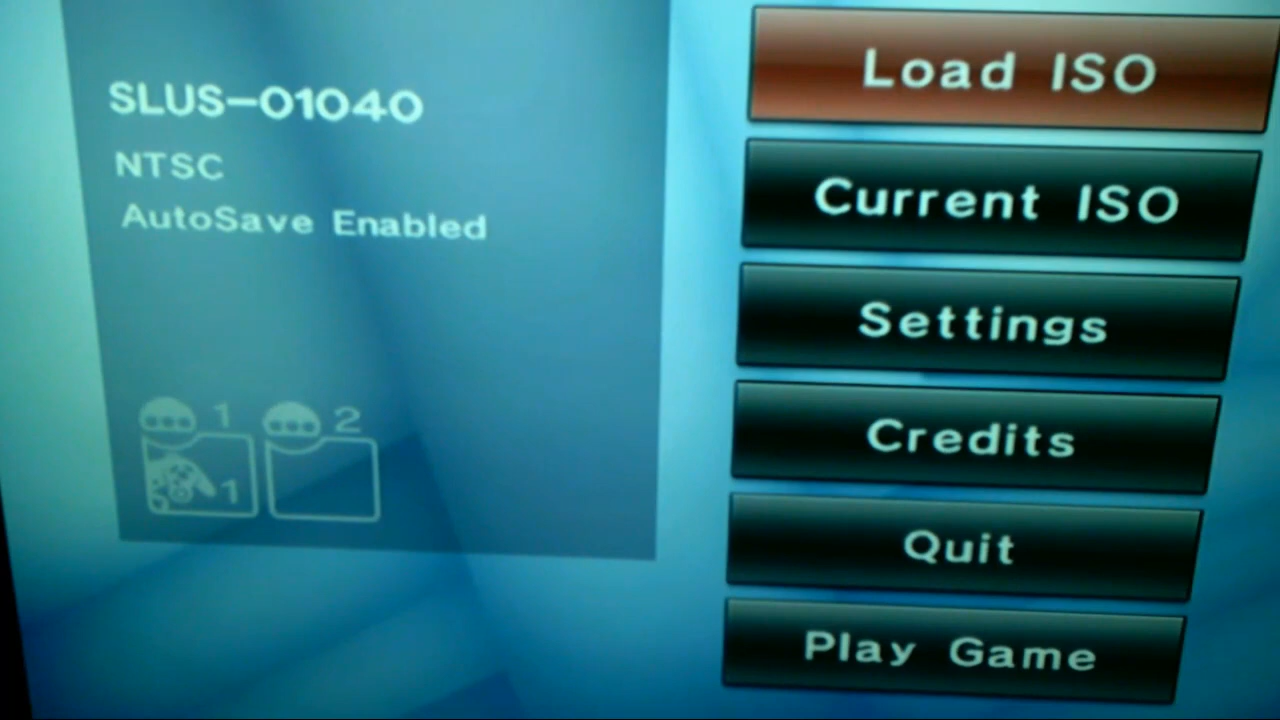 SLUS-01040
NTSC
AutoSave Enabled
1
2
1
Load ISO
Current ISO
Settings
Credits
Quit
Play Game